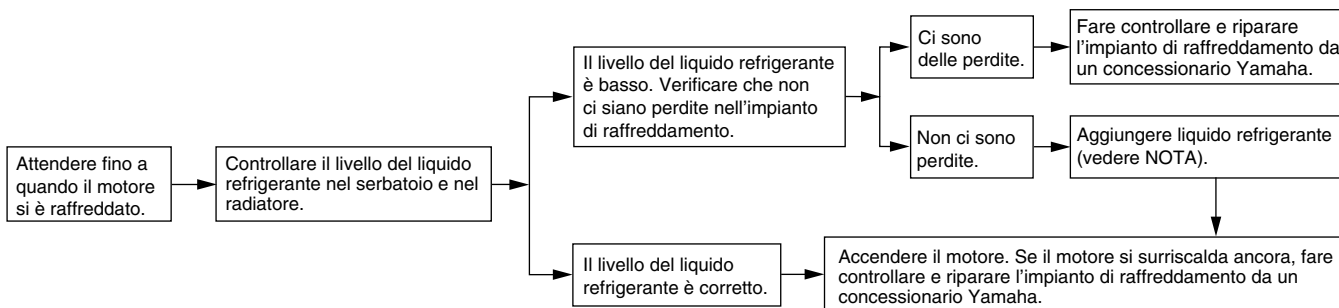 Attendere fino a
quando il motore
si è raffreddato.
Controllare il livello del liquido
refrigerante nel serbatoio e nel
radiatore.
Il livello del liquido refrigerante
è basso. Verificare che non
ci siano perdite nell'impianto
di raffreddamento.
Ci sono
delle perdite.
Fare controllare e riparare
l'impianto di raffreddamento da
un concessionario Yamaha.
Non ci sono
perdite.
Aggiungere liquido refrigerante
(vedere NOTA).
Il livello del liquido
refrigerante è corretto.
Accendere il motore. Se il motore si surriscalda ancora, fare
controllare e riparare l'impianto di raffreddamento da un
concessionario Yamaha.